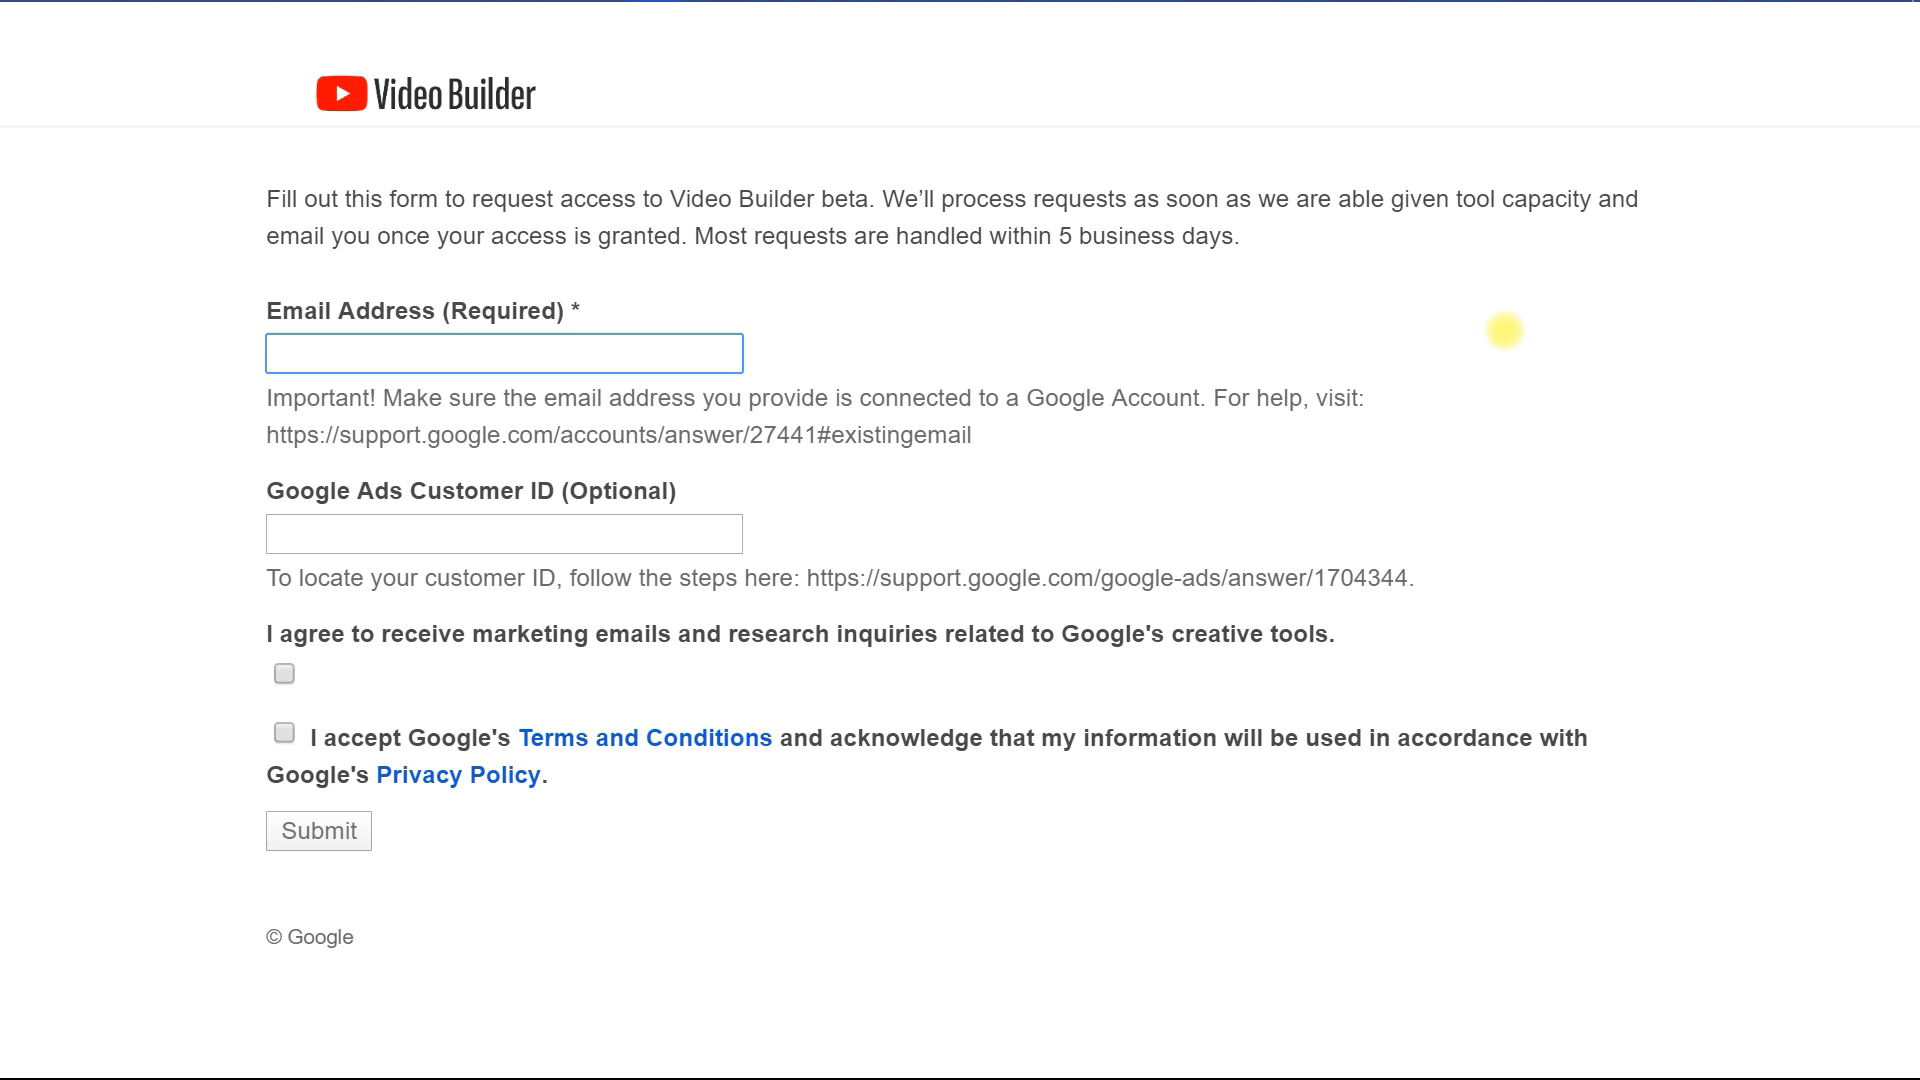 Video Builder
Fill out this form to request access to Video Builder beta. We’ll process requests as soon as we are able given tool capacity and
email you once your access is granted. Most requests are handled within 5 business days.
Email Address (Required) *
Important! Make sure the email address you provide is connected to a Google Account. For help, visit:
https://support.google.com/accounts/answer/27441#existingemail
Google Ads Customer ID (Optional)
To locate your customer ID, follow the steps here: https://support.google.com/google-ads/answer/1704344.
I agree to receive marketing emails and research inquiries related to Google's creative tools.
I accept Google's Terms and Conditions and acknowledge that my information will be used in accordance with
Google's Privacy Policy.
Submit
© Google